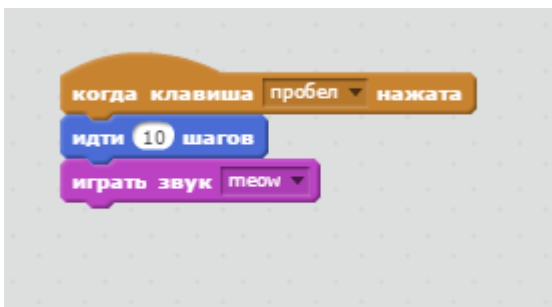 когда клавиша пробел нажата
идти 10 шагов
играть звук meow